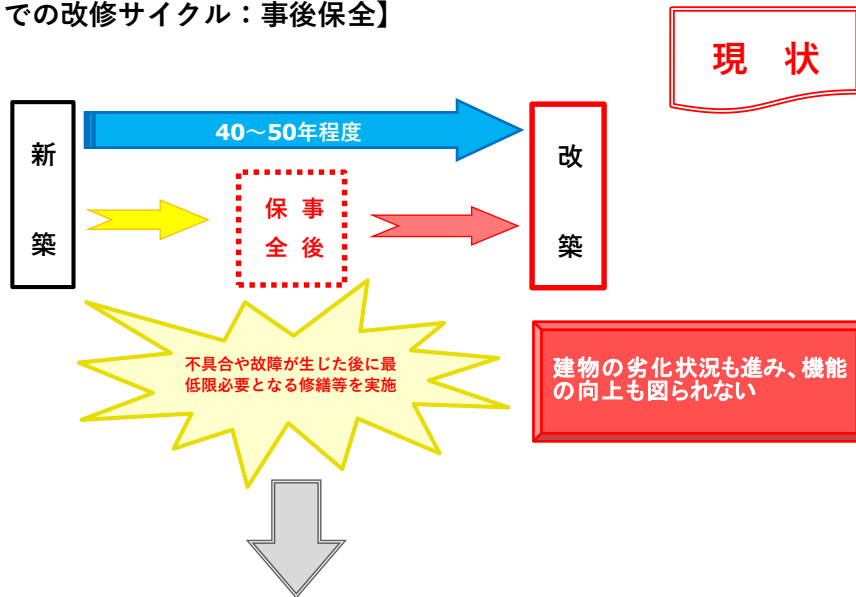 での改修サイクル：事後保全】
現　状
40～50年程度
新築
事後
保全
改築
不具合や故障が生じた後に最
低限必要となる修繕等を実施
建物の劣化状況も進み、機能
の向上も図られない